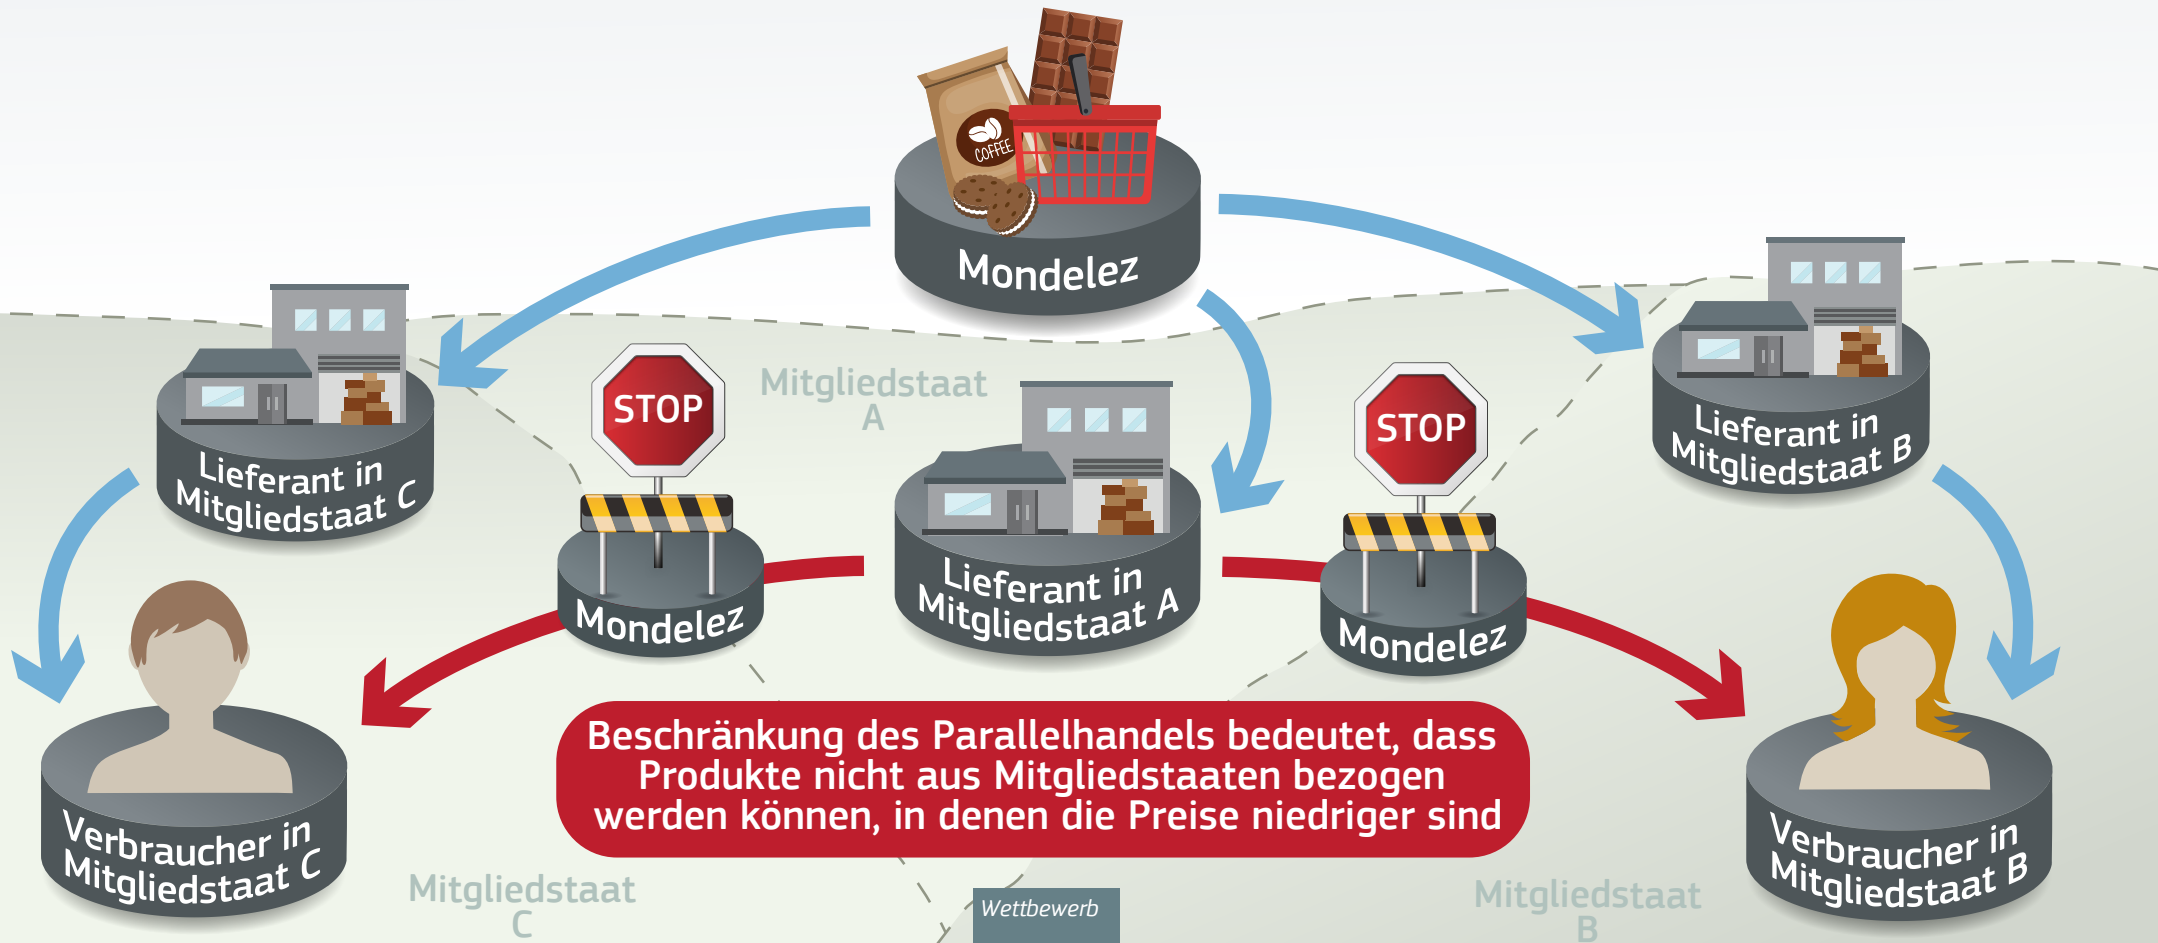 COFFEE
Mondelez
STOP
Mitgliedstaat
A
STOP
Lieferant in
Mitgliedstaat C
Lieferant in
Mitgliedstaat B
Mondelez
Lieferant in
Mitgliedstaat A
Mondelez
Beschränkung des Parallelhandels bedeutet, dass
Produkte nicht aus Mitgliedstaaten bezogen
werden können, in denen die Preise niedriger sind
Verbraucher in
Mitgliedstaat C
Verbraucher in
Mitgliedstaat B
Mitgliedstaat
C
Wettbewerb
Mitgliedstaat
B